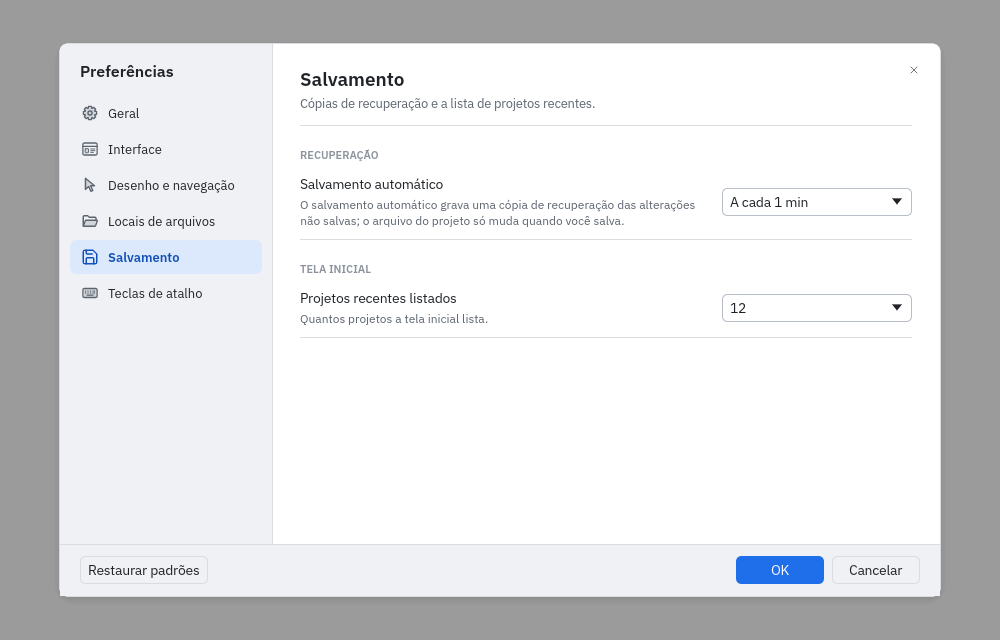 Preferências
Geral
Interface
Desenho e navegação
Locais de arquivos
Salvamento
Teclas de atalho
Salvamento
Cópias de recuperação e a lista de projetos recentes.
RECUPERAÇÃO
Salvamento automático
O salvamento automático grava uma cópia de recuperação das alterações
não salvas; o arquivo do projeto só muda quando você salva.
A cada 1 min
TELA INICIAL
Projetos recentes listados
Quantos projetos a tela inicial lista.
12
Restaurar padrões
OK
Cancelar